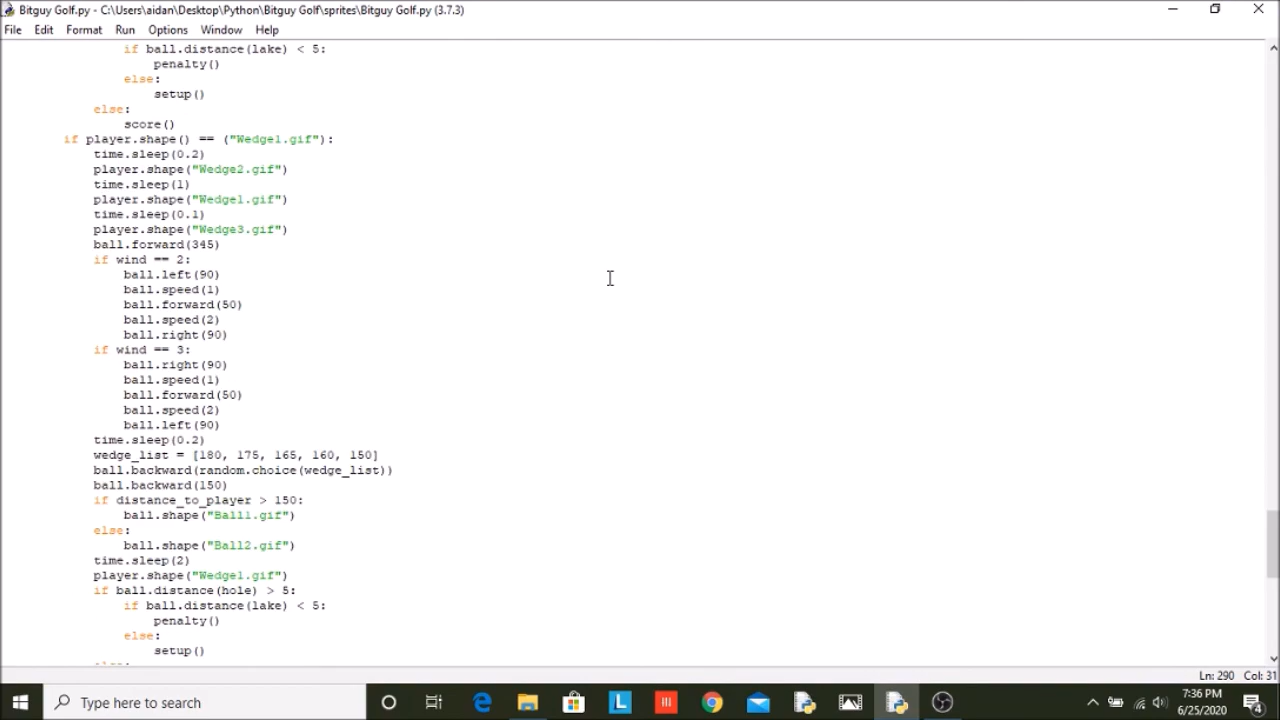 Bitguy Golf.py - C:\Users\aidan\Desktop\Python\Bitguy Golf\sprites\Bitguy Golf.py (3.7.3)
File Edit Format Run Options Window Help
if ball.distance(lake) < 5:
penalty()
else:
setup()
else:
score()
if player.shape() == ("Wedge1.gif"):
time.sleep(0.2)
player.shape("Wedge2.gif")
time.sleep(1)
player.shape("Wedge1.gif")
time.sleep(0.1)
player.shape("Wedge3.gif")
ball.forward(345)
if wind == 2:
ball.left(90)
ball.speed(1)
ball.forward(50)
ball.speed(2)
ball.right(90)
if wind == 3:
ball.right(90)
ball.speed(1)
ball.forward(50)
ball.speed(2)
ball.left(90)
time.sleep(0.2)
wedge_list = [180, 175, 165, 160, 150]
ball.backward(random.choice(wedge_list))
ball.backward(150)
if distance_to_player > 150:
ball.shape("Ball1.gif")
else:
ball.shape("Ball2.gif")
time.sleep(2)
player.shape("Wedge1.gif")
if ball.distance(hole) > 5:
if ball.distance(lake) < 5:
penalty()
else:
setup()
else:
Ln: 290 Col: 31
Type here to search
L
7:36 PM
6/25/2020
4